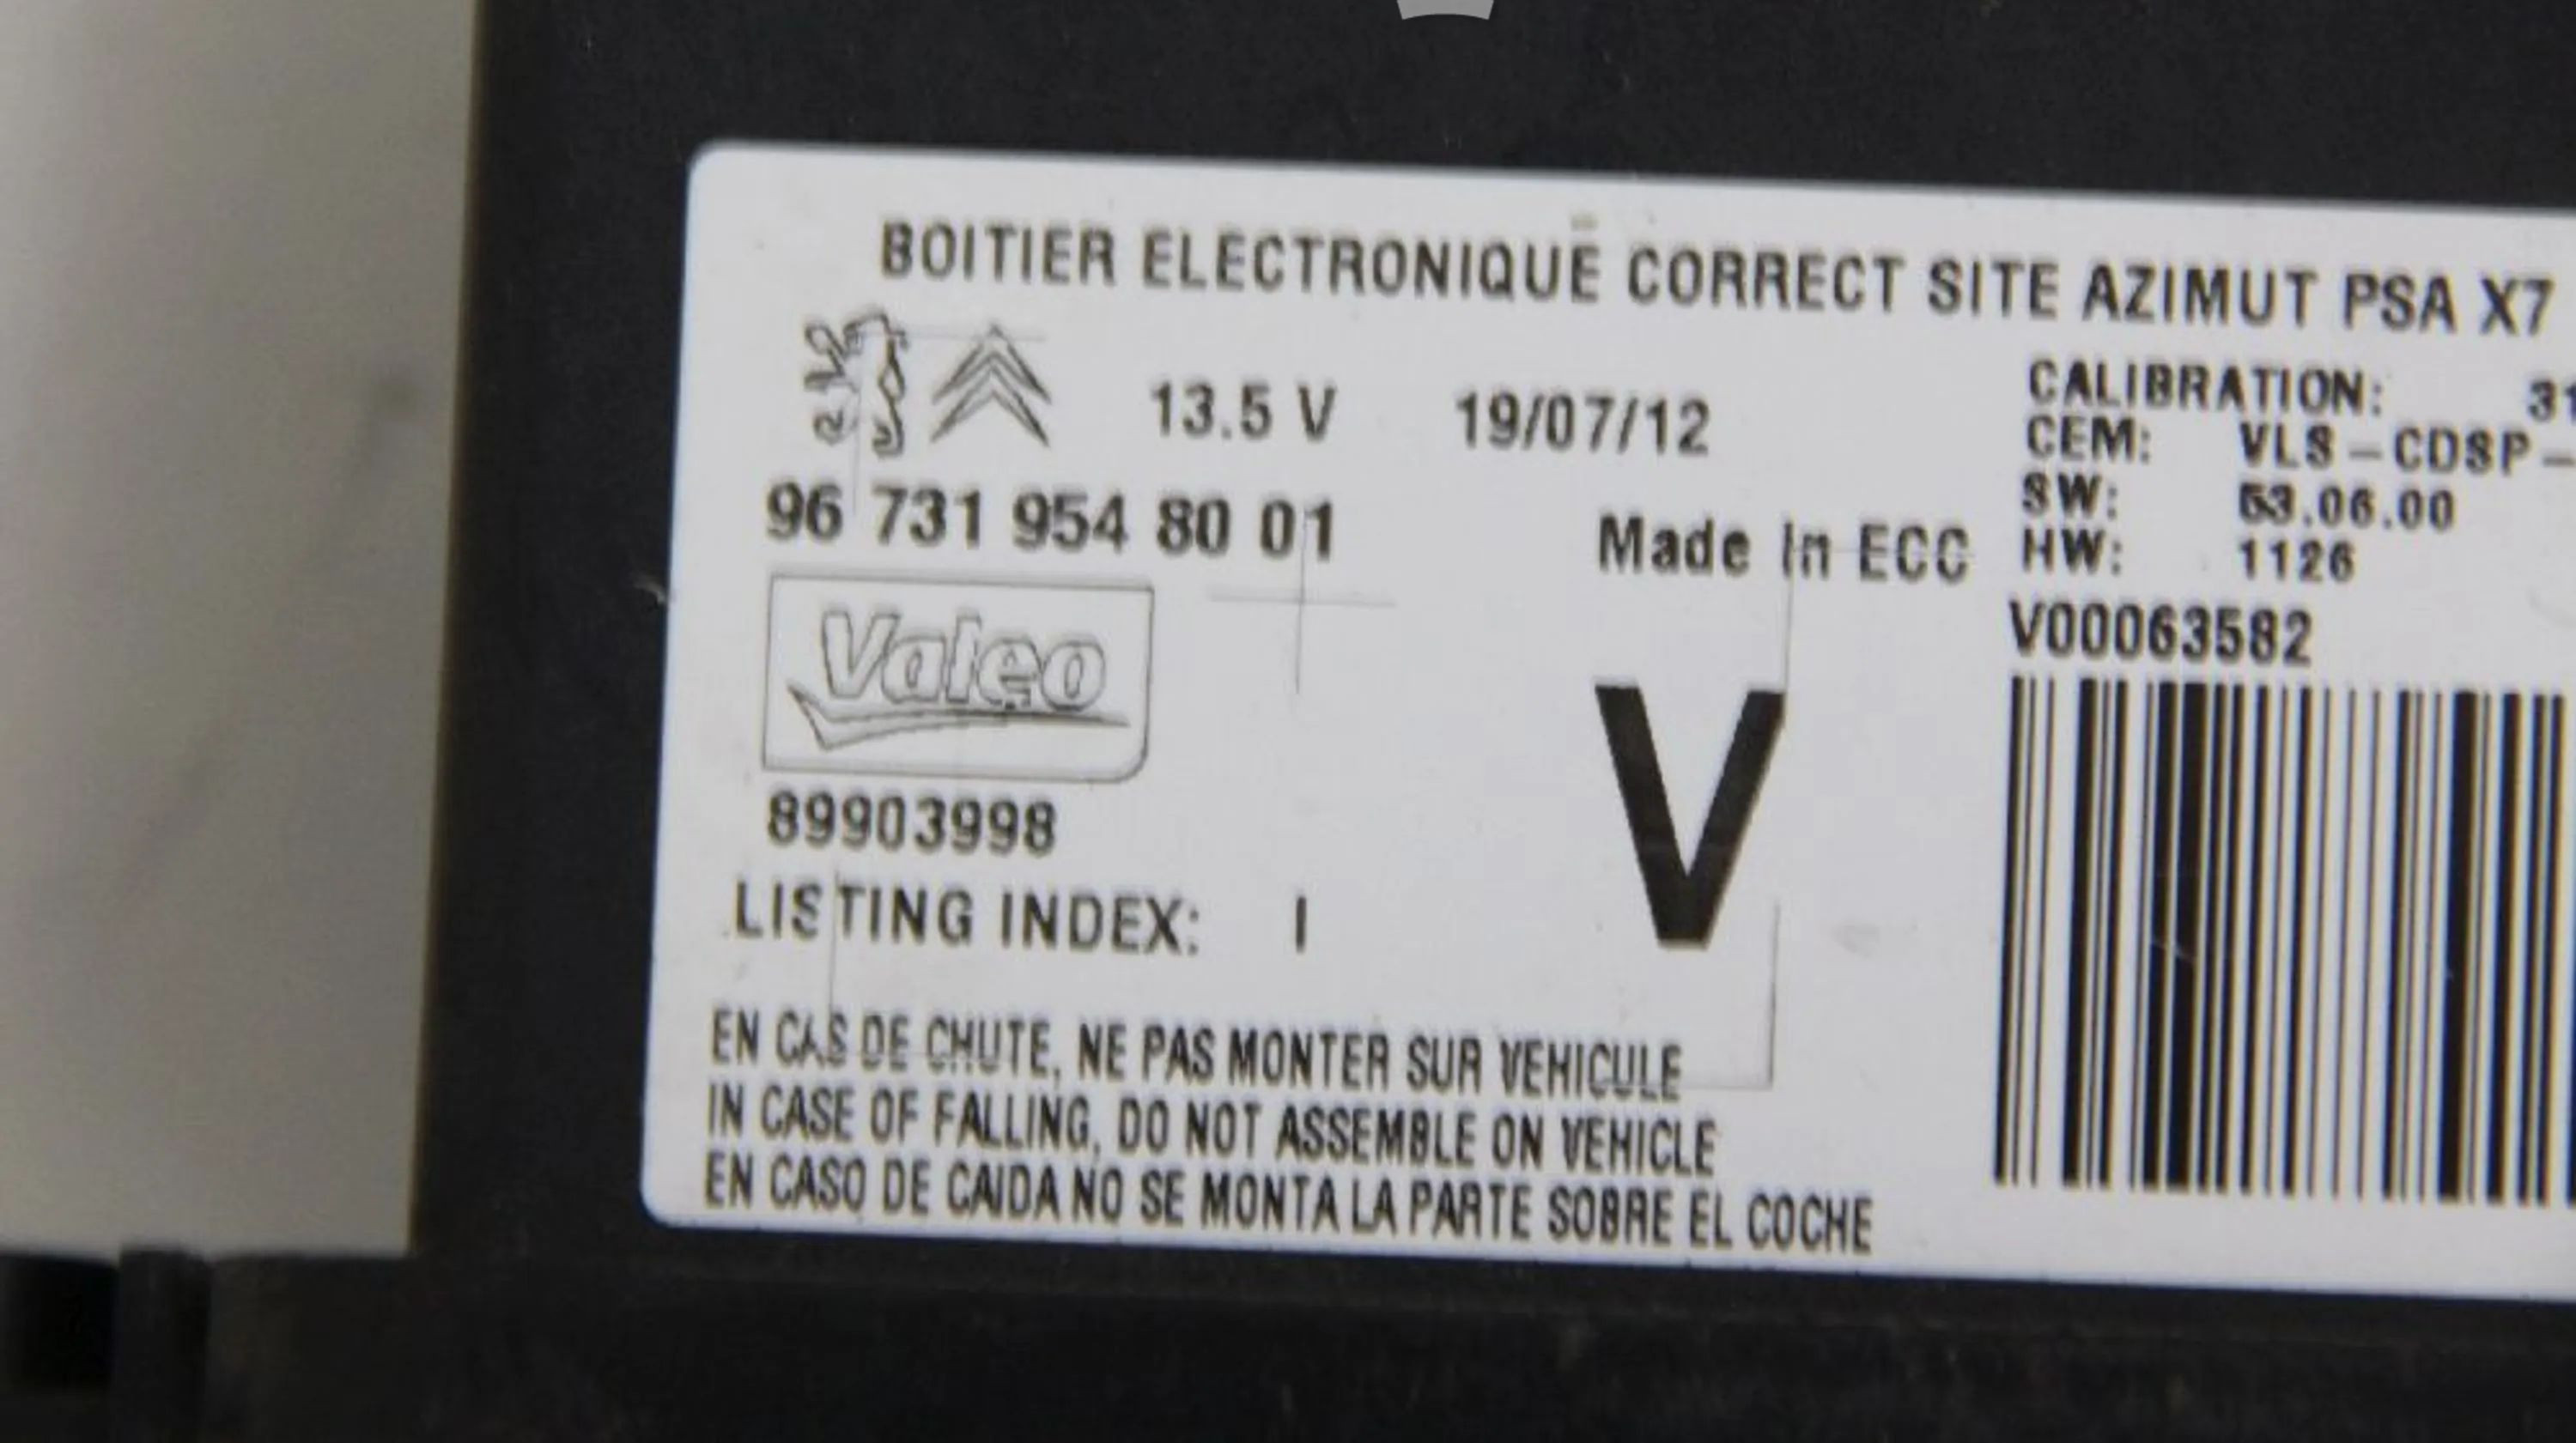 BOITIER ELECTRONIQUE CORRECT SITE AZIMUT PSA X7
13.5 V 19/07/12
96 731 954 80 01
Made In ECC
Valeo
89903998
LISTING INDEX: I
V
CALIBRATION: 31
CEM: VLS-CDSP-
SW: 53.06.00
HW: 1126
V00063582
EN CAS DE CHUTE, NE PAS MONTER SUR VEHICULE
IN CASE OF FALLING, DO NOT ASSEMBLE ON VEHICLE
EN CASO DE CAIDA NO SE MONTA LA PARTE SOBRE EL COCHE